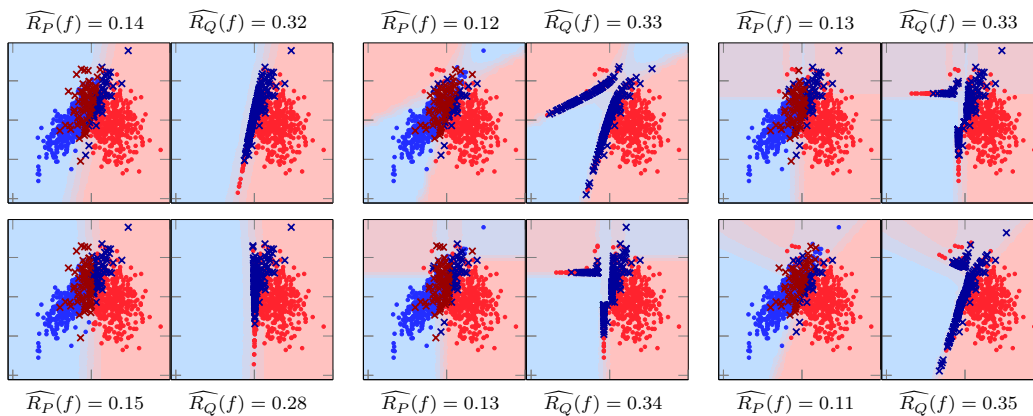 $\widehat{R_P}(f) = 0.14$ $\widehat{R_Q}(f) = 0.32$ $\widehat{R_P}(f) = 0.12$ $\widehat{R_Q}(f) = 0.33$ $\widehat{R_P}(f) = 0.13$ $\widehat{R_Q}(f) = 0.33$
$\widehat{R_P}(f) = 0.15$ $\widehat{R_Q}(f) = 0.28$ $\widehat{R_P}(f) = 0.13$ $\widehat{R_Q}(f) = 0.34$ $\widehat{R_P}(f) = 0.11$ $\widehat{R_Q}(f) = 0.35$